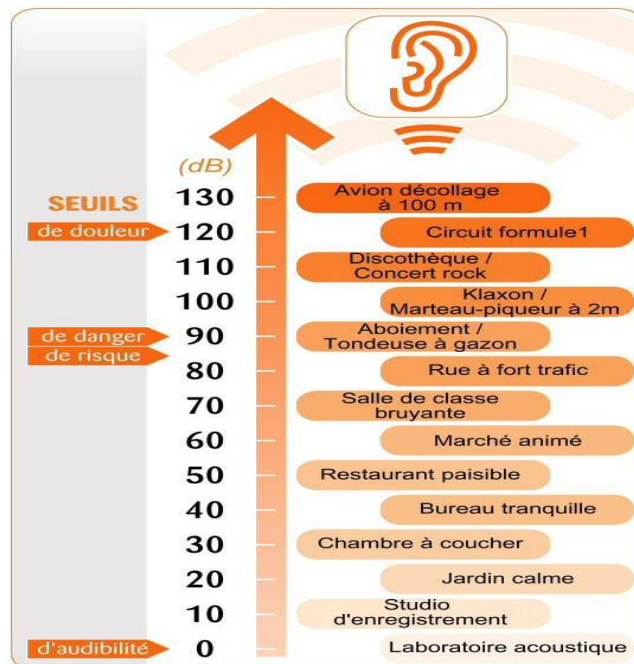 (dB)
SEUILS
130
Avion décollage
à 100 m
de douleur
120
Circuit formule1
110
Discothèque /
Concert rock
100
Klaxon /
Marteau-piqueur à 2m
de danger
90
Aboiement /
Tondeuse à gazon
de risque
80
Rue à fort trafic
70
Salle de classe
bruyante
60
Marché animé
50
Restaurant paisible
40
Bureau tranquille
30
Chambre à coucher
20
Jardin calme
10
Studio
d'enregistrement
d'audibilité
0
Laboratoire acoustique